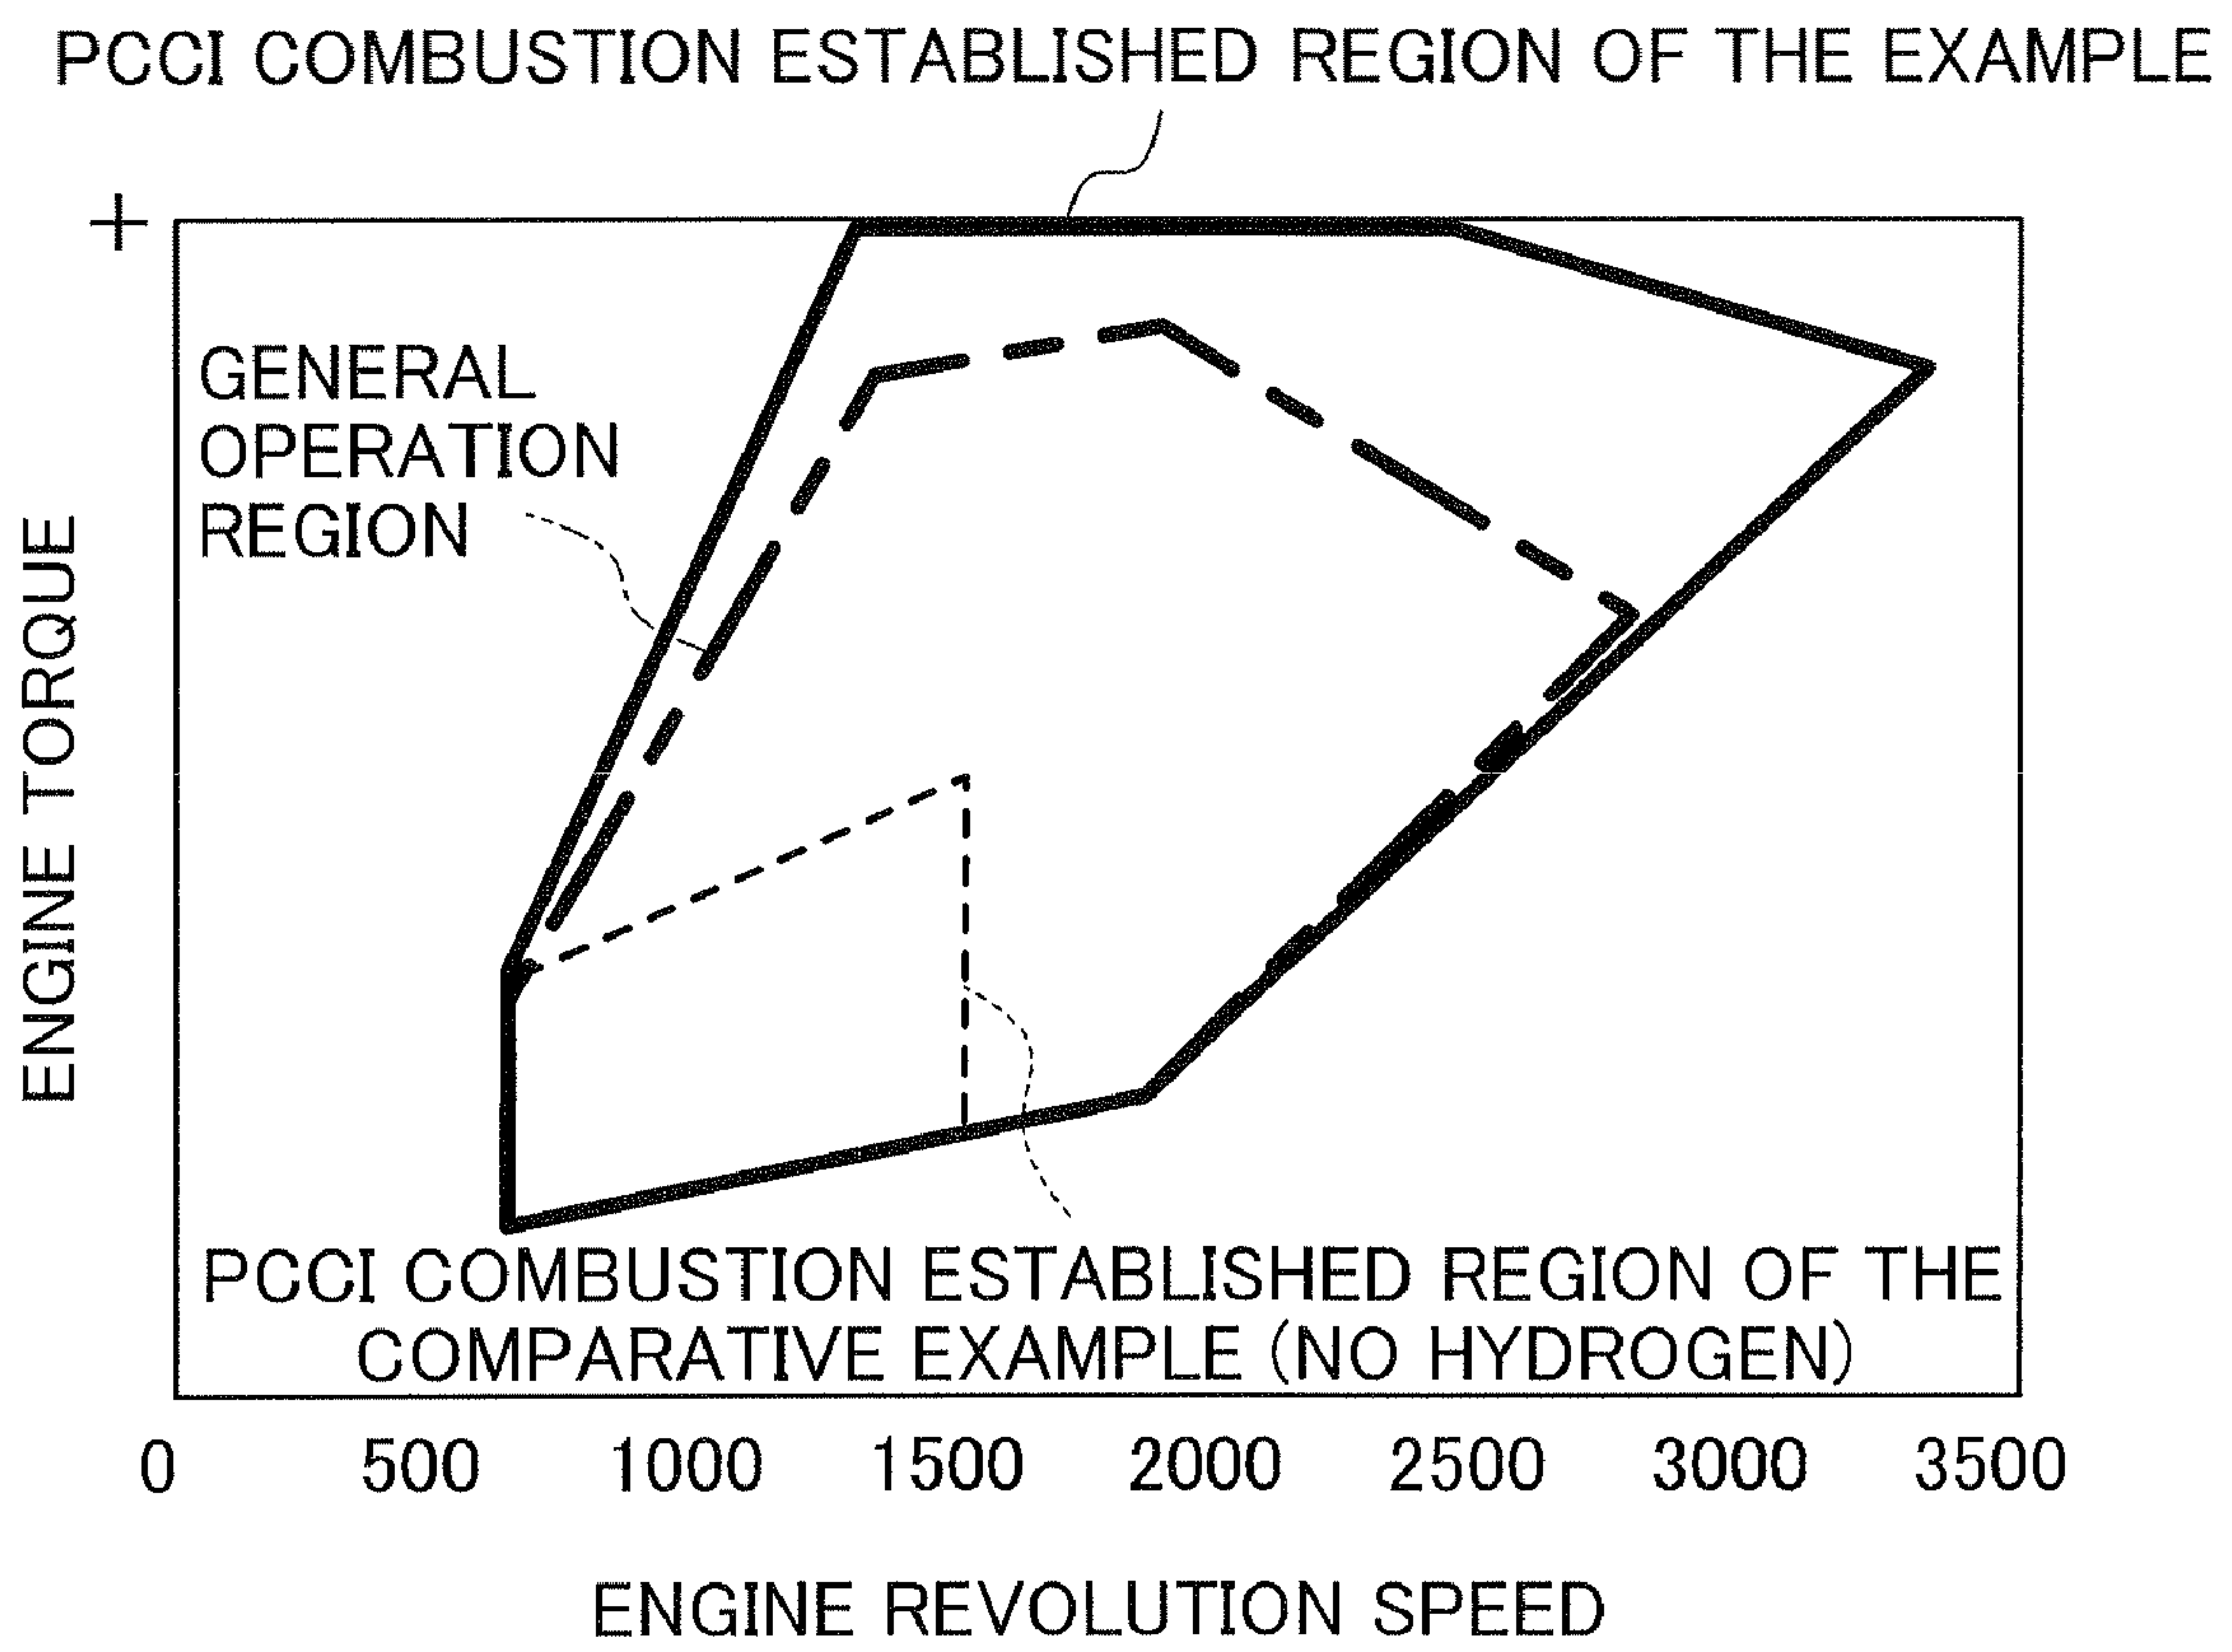 PCCI COMBUSTION ESTABLISHED REGION OF THE EXAMPLE
+
GENERAL
OPERATION
REGION
ENGINE TORQUE
PCCI COMBUSTION ESTABLISHED REGION OF THE
COMPARATIVE EXAMPLE (NO HYDROGEN)
0 500 1000 1500 2000 2500 3000 3500
ENGINE REVOLUTION SPEED